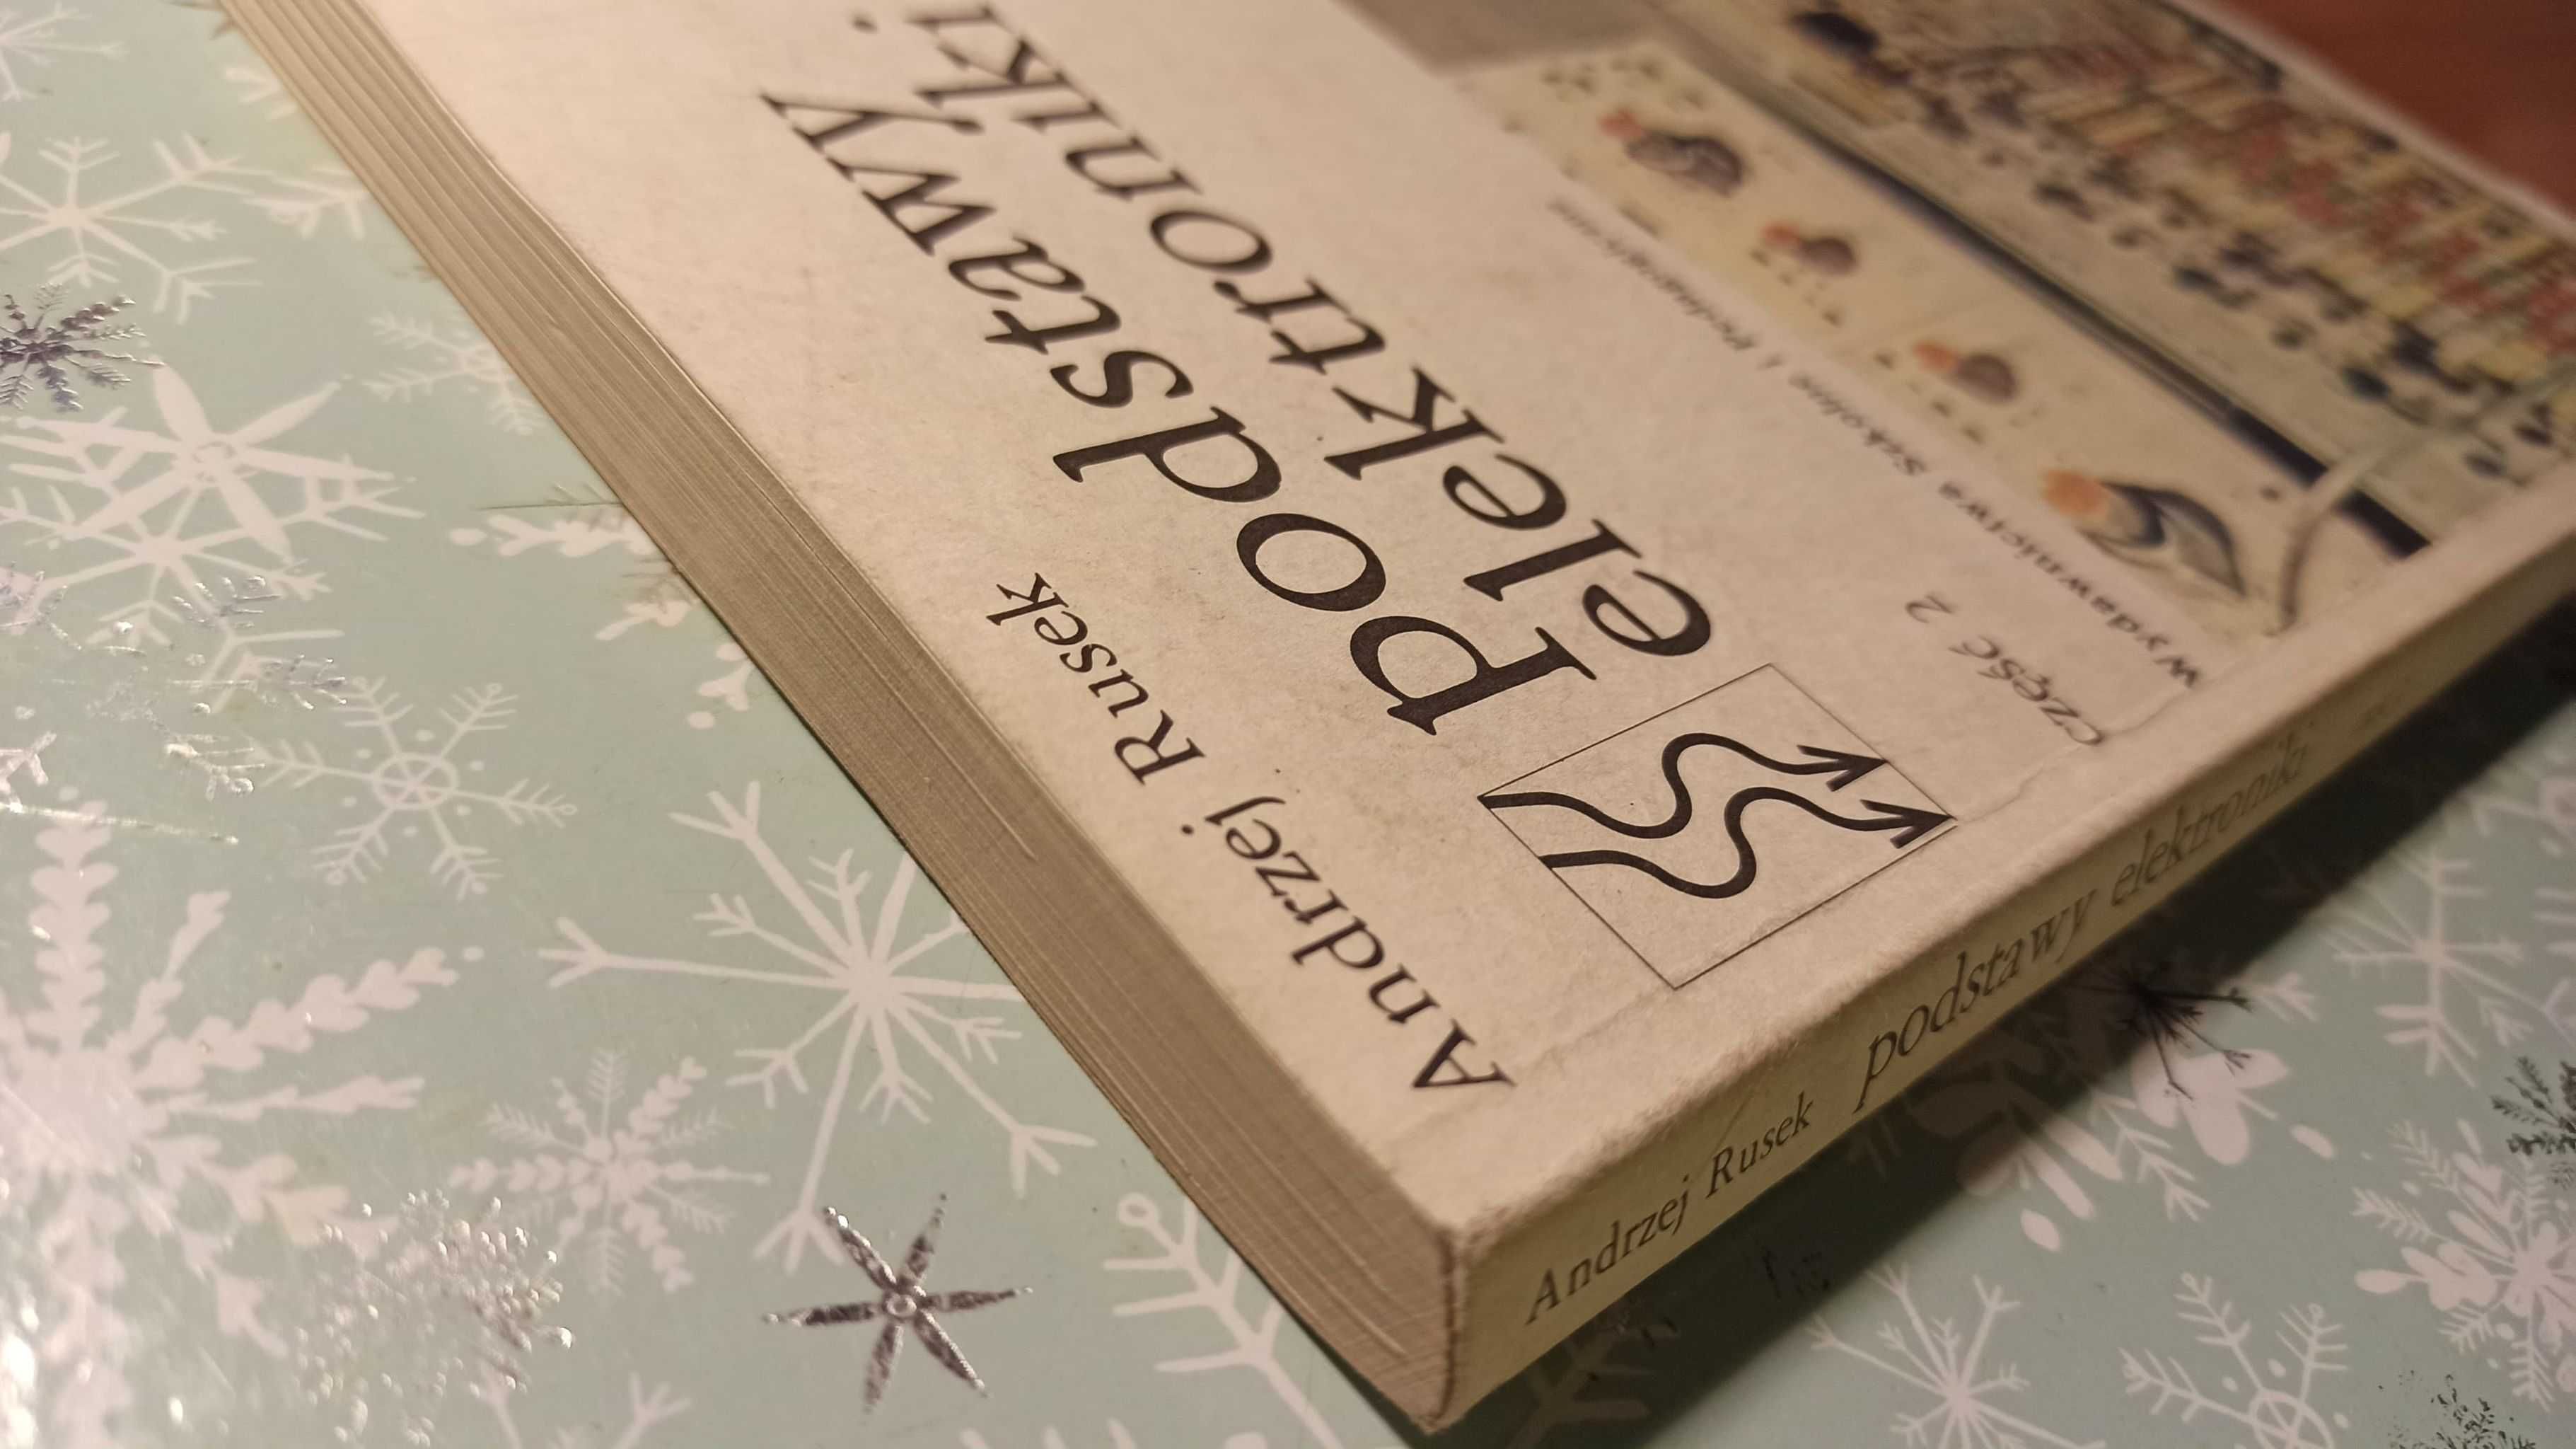 Andrzej Rusek
podstawy
elektroniki
część 2
Wydawnictwa Szkolne i Pedagogiczne
Andrzej Rusek podstawy elektroniki